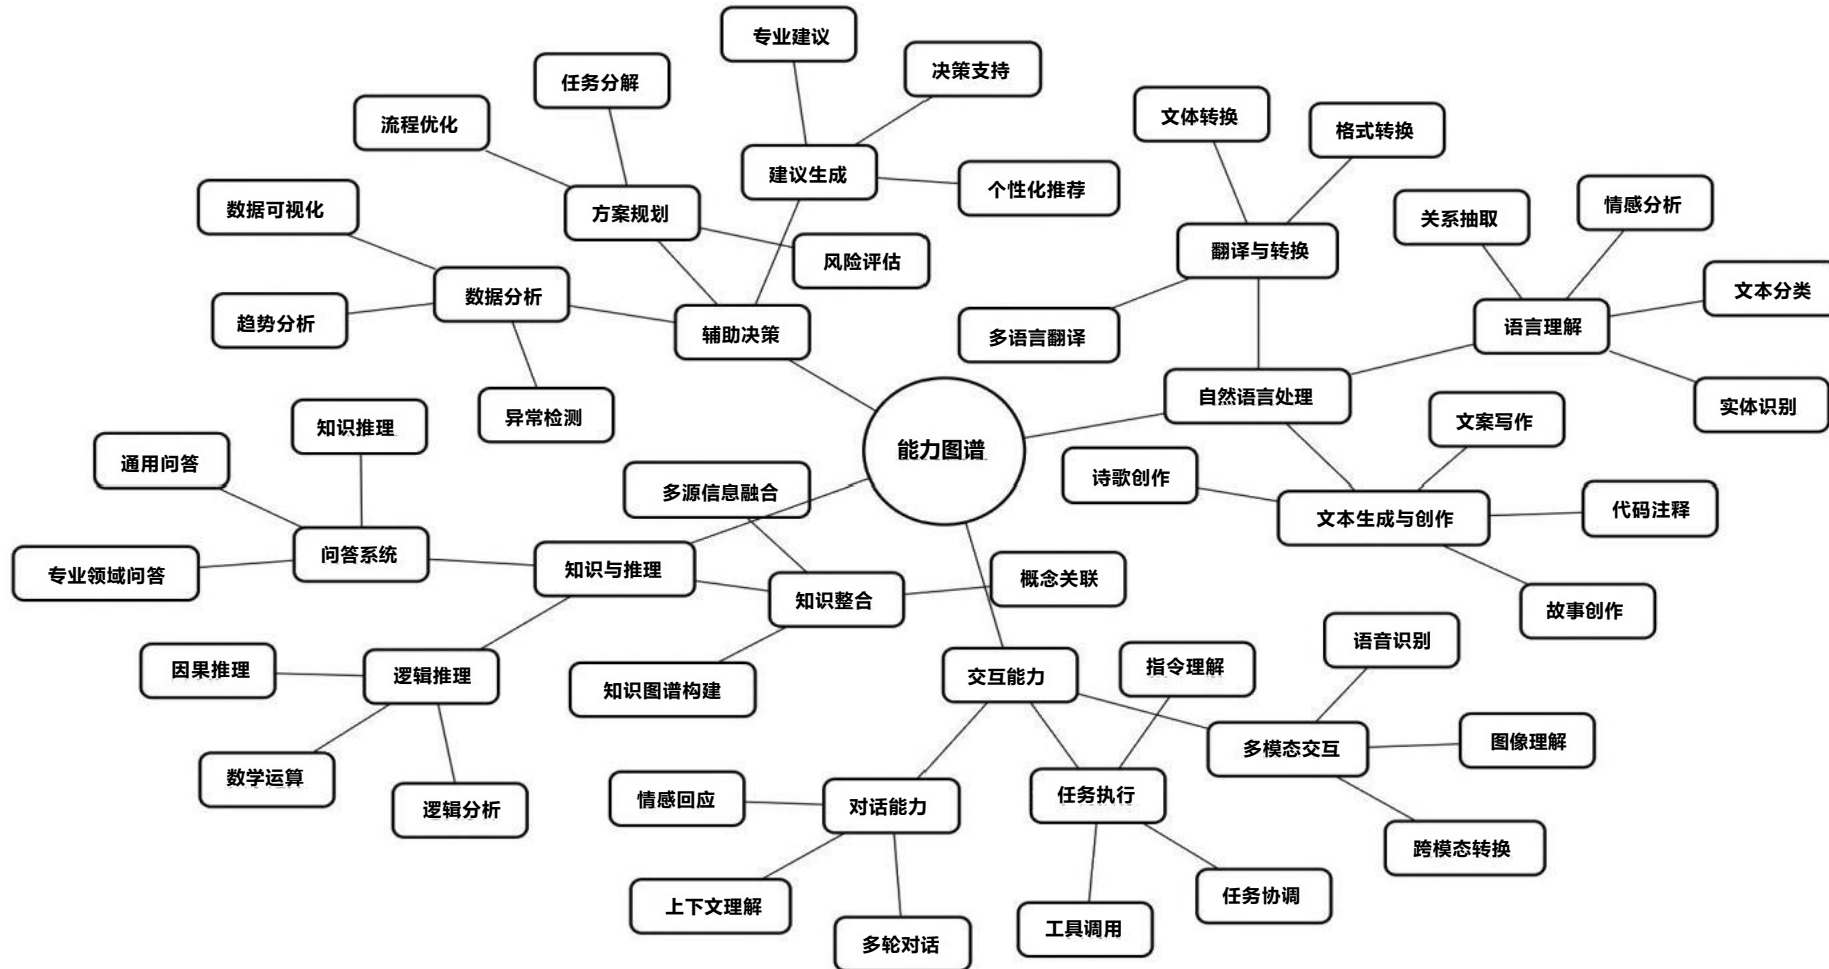 专业建议
决策支持
任务分解
流程优化
文体转换
格式转换
建议生成
个性化推荐
数据可视化
方案规划
关系抽取
情感分析
翻译与转换
风险评估
数据分析
文本分类
趋势分析
辅助决策
多语言翻译
语言理解
自然语言处理
实体识别
异常检测
知识推理
文案写作
能力图谱
通用问答
诗歌创作
多源信息融合
文本生成与创作
代码注释
问答系统
专业领域问答
知识与推理
概念关联
知识整合
故事创作
语音识别
因果推理
逻辑推理
知识图谱构建
交互能力
指令理解
多模态交互
图像理解
数学运算
逻辑分析
情感回应
对话能力
任务执行
跨模态转换
上下文理解
任务协调
多轮对话
工具调用